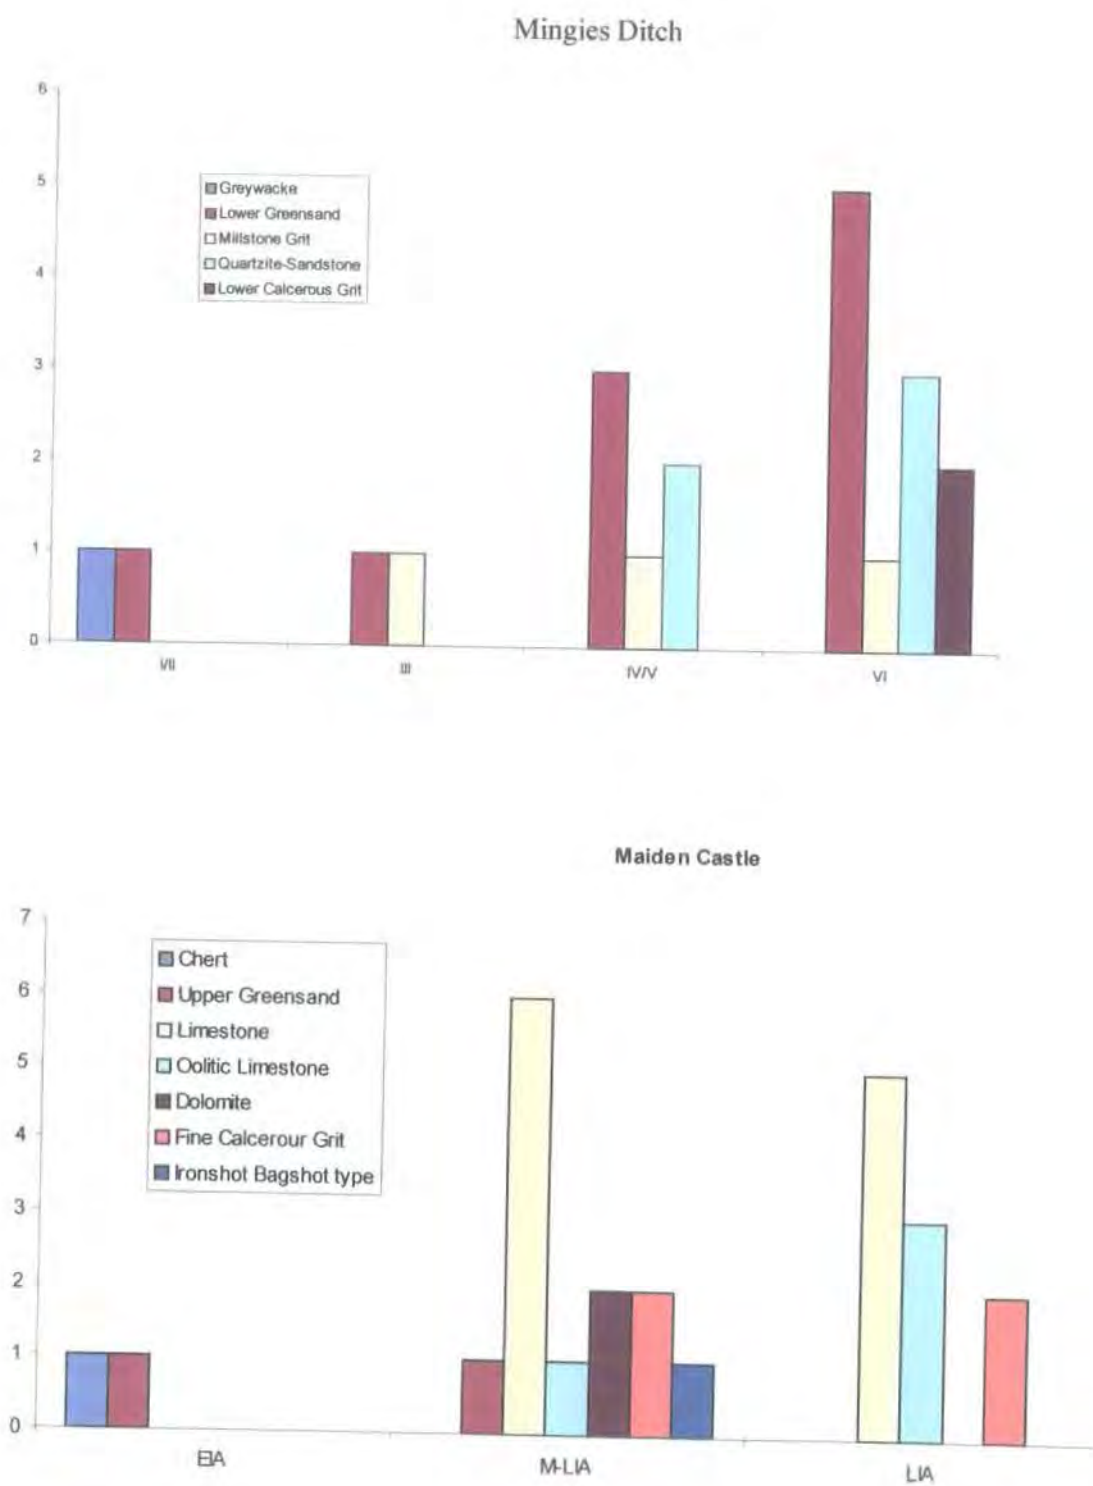 Mingies Ditch
6
5
4
3
2
1
0
Greywacke
Lower Greensand
Millstone Grit
Quartzite-Sandstone
Lower Calcerous Grit
I/II
III
IV/V
VI
Maiden Castle
7
6
5
4
3
2
1
0
Chert
Upper Greensand
Limestone
Oolitic Limestone
Dolomite
Fine Calcerour Grit
Ironshot Bagshot type
EIA
M-LIA
LIA